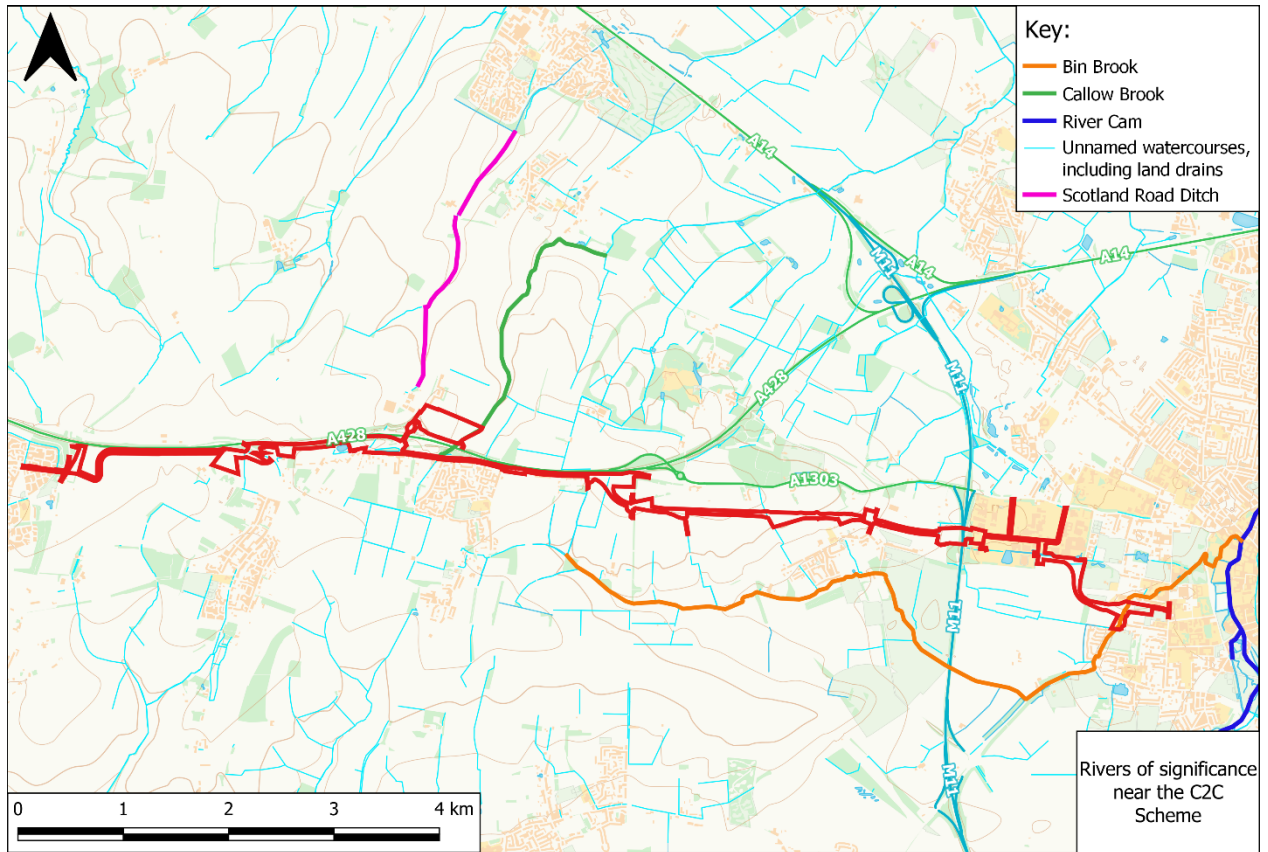 Key:
Bin Brook
Callow Brook
River Cam
Unnamed watercourses,
including land drains
Scotland Road Ditch
A14
A14
A14
M11
M11
A428
A428
A1303
M11
M11
0 1 2 3 4 km
Rivers of significance
near the C2C
Scheme